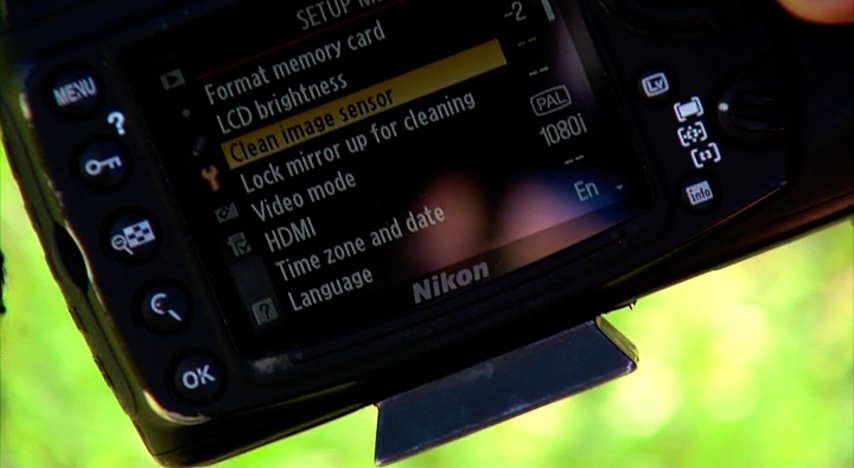 SETUP M
Format memory card
LCD brightness -2
Clean image sensor --
Lock mirror up for cleaning --
Video mode PAL
HDMI 1080i
Time zone and date --
Language En
Nikon
MENU
?
OK
Lv
info
?